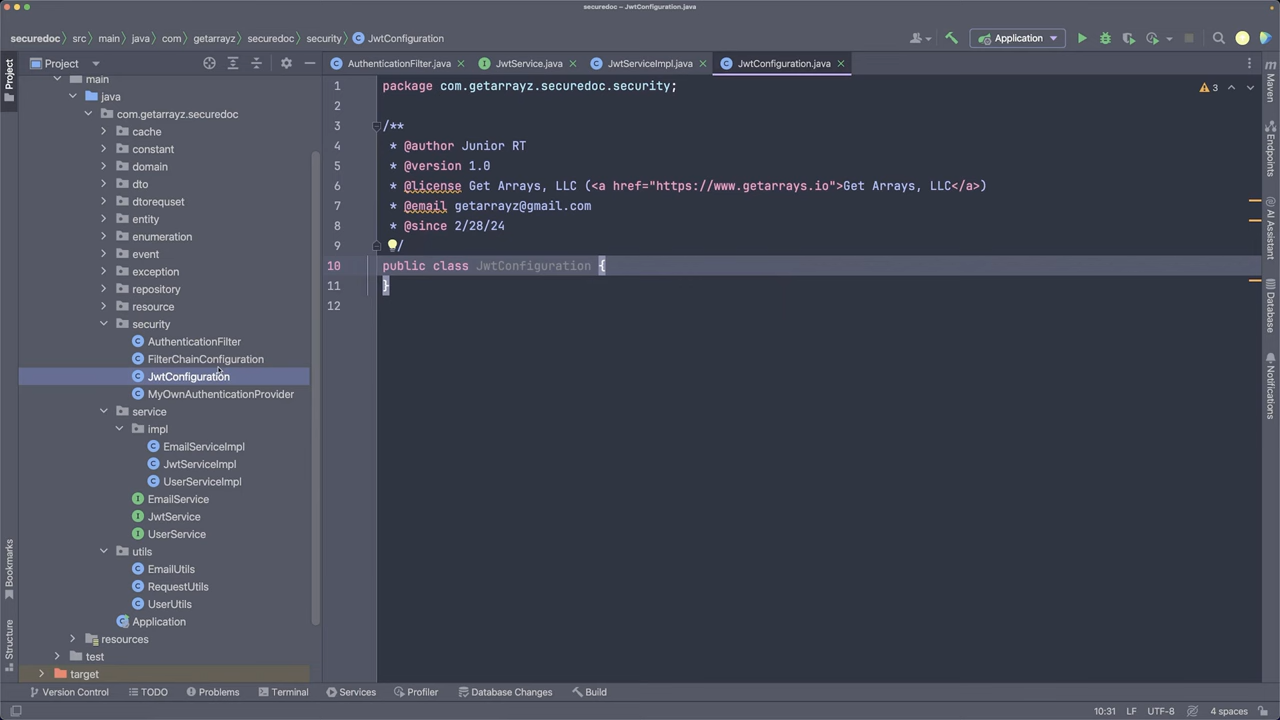 securedoc – JwtConfiguration.java
securedoc src main java com getarrayz securedoc security JwtConfiguration
Application
Project
AuthenticationFilter.java JwtService.java JwtServiceImpl.java JwtConfiguration.java
Project
main
java
com.getarrayz.securedoc
cache
constant
domain
dto
dtorequset
entity
enumeration
event
exception
repository
resource
security
AuthenticationFilter
FilterChainConfiguration
JwtConfiguration
MyOwnAuthenticationProvider
service
impl
EmailServiceImpl
JwtServiceImpl
UserServiceImpl
EmailService
JwtService
UserService
utils
EmailUtils
RequestUtils
UserUtils
Application
resources
test
target
1 package com.getarrayz.securedoc.security;
2
3 /**
4 * @author Junior RT
5 * @version 1.0
6 * @license Get Arrays, LLC (<a href="https://www.getarrays.io">Get Arrays, LLC</a>)
7 * @email getarrayz@gmail.com
8 * @since 2/28/24
9 /
10 public class JwtConfiguration {
11 }
12
3
Maven
Endpoints
AI Assistant
Database
Notifications
Bookmarks
Structure
Version Control TODO Problems Terminal Services Profiler Database Changes Build
10:31 LF UTF-8 4 spaces